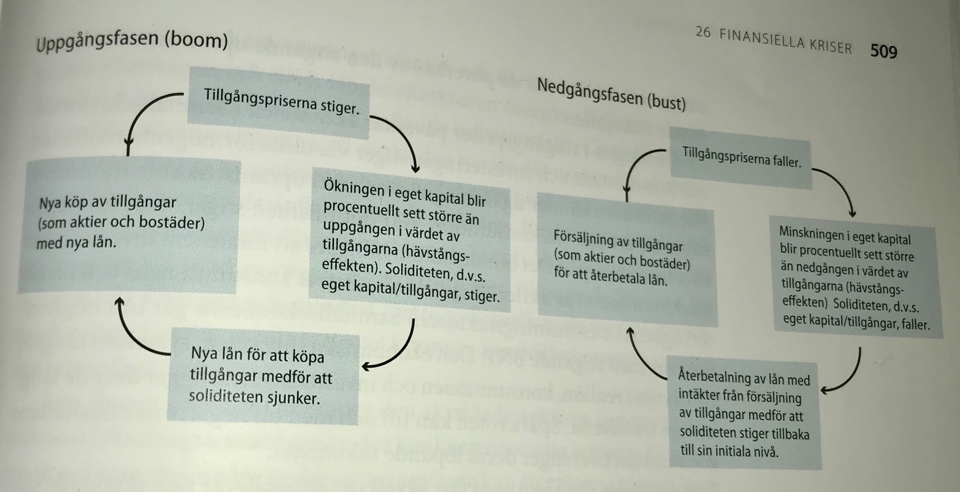 26 FINANSIELLA KRISER 509
Uppgångsfasen (boom)
Tillgångspriserna stiger.
Nya köp av tillgångar
(som aktier och bostäder)
med nya lån.
Ökningen i eget kapital blir
procentuellt sett större än
uppgången i värdet av
tillgångarna (hävstångs-
effekten). Soliditeten, d.v.s.
eget kapital/tillgångar, stiger.
Nya lån för att köpa
tillgångar medför att
soliditeten sjunker.
Nedgångsfasen (bust)
Tillgångspriserna faller.
Försäljning av tillgångar
(som aktier och bostäder)
för att återbetala lån.
Minskningen i eget kapital
blir procentuellt sett större
än nedgången i värdet av
tillgångarna (hävstångs-
effekten) Soliditeten, d.v.s.
eget kapital/tillgångar, faller.
Återbetalning av lån med
intäkter från försäljning
av tillgångar medför att
soliditeten stiger tillbaka
till sin initiala nivå.